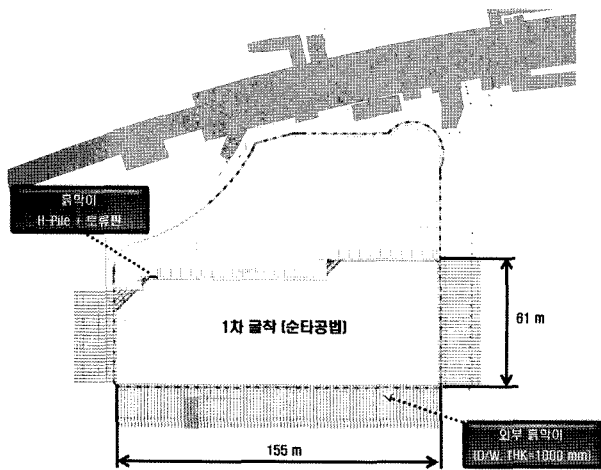 흙막이
H-Pile + 토류판
1차 굴착 (순타공법)
61 m
외부 흙막이
(D/W, THK=1000 mm)
155 m